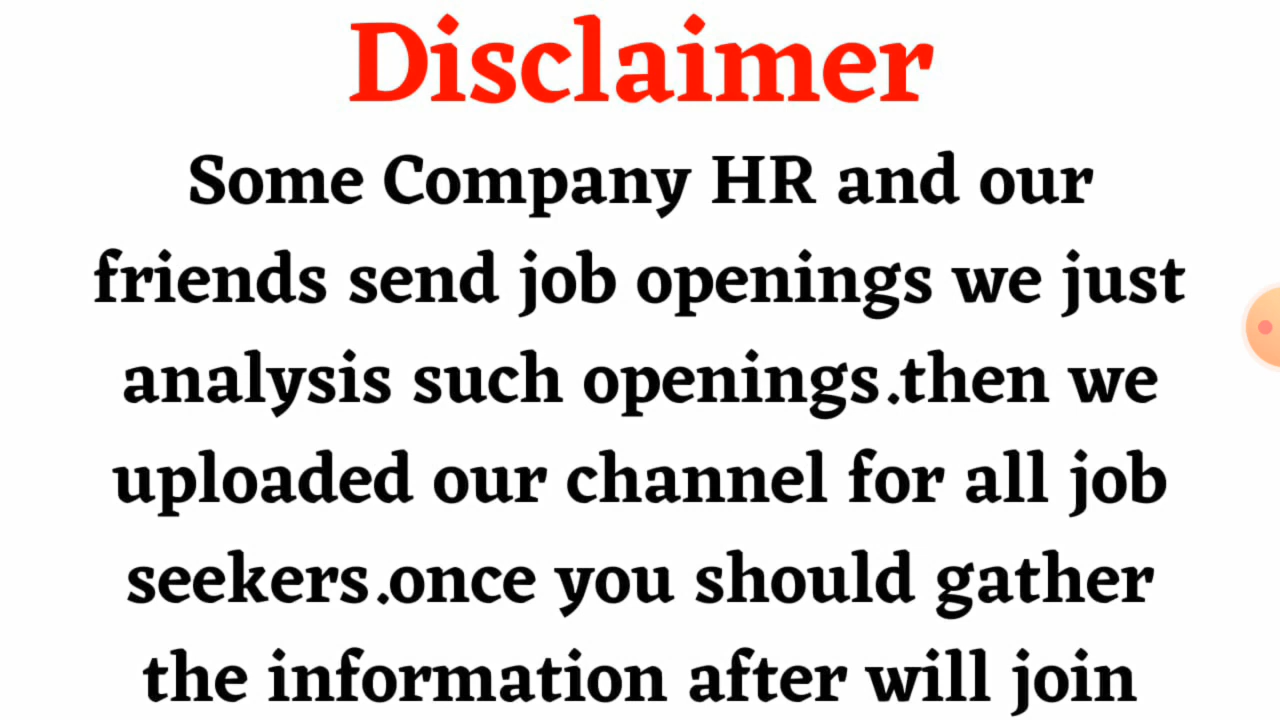 Disclaimer
Some Company HR and our
friends send job openings we just
analysis such openings.then we
uploaded our channel for all job
seekers.once you should gather
the information after will join